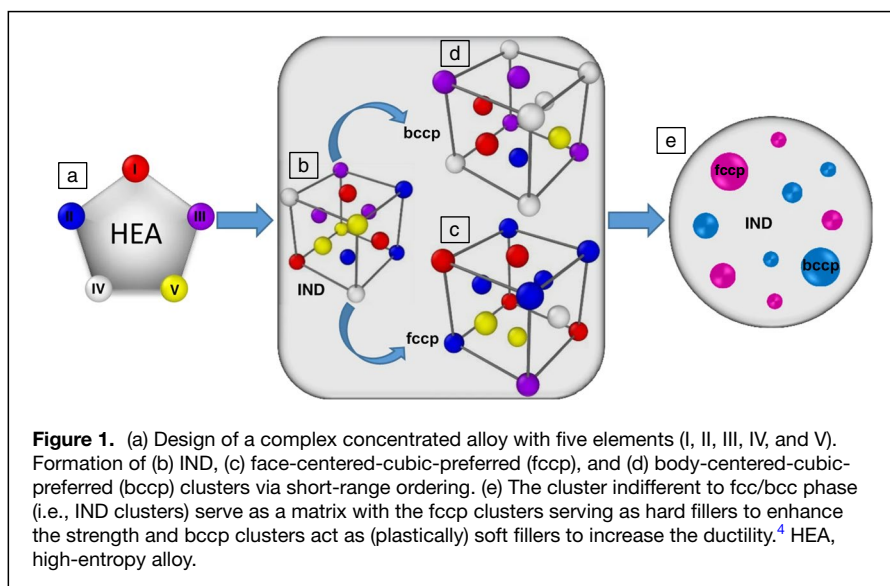 a
I
II
HEA
III
IV
V
b
IND
d
bccp
c
fccp
e
fccp
IND
bccp
Figure 1. (a) Design of a complex concentrated alloy with five elements (I, II, III, IV, and V).
Formation of (b) IND, (c) face-centered-cubic-preferred (fccp), and (d) body-centered-cubic-
preferred (bccp) clusters via short-range ordering. (e) The cluster indifferent to fcc/bcc phase
(i.e., IND clusters) serve as a matrix with the fccp clusters serving as hard fillers to enhance
the strength and bccp clusters act as (plastically) soft fillers to increase the ductility.4 HEA,
high-entropy alloy.